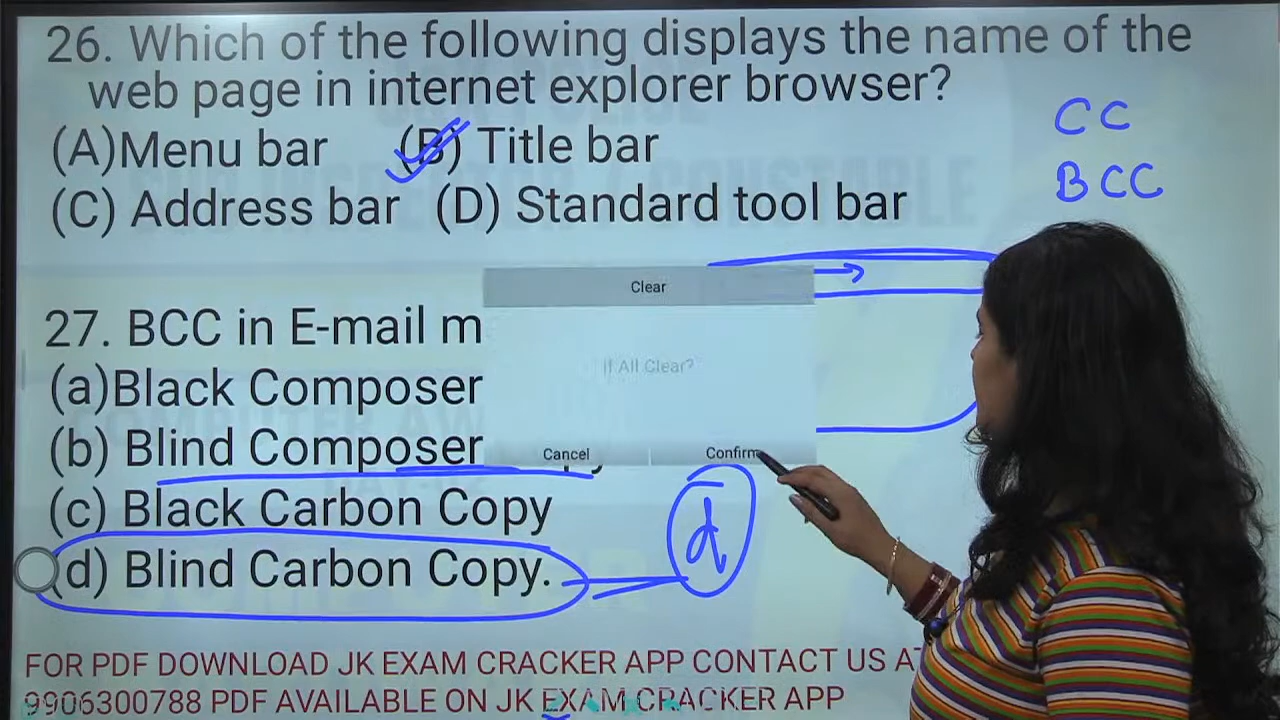 26. Which of the following displays the name of the
web page in internet explorer browser?
(A)Menu bar (B) Title bar
(C) Address bar (D) Standard tool bar
CC
BCC
Clear
If All Clear?
Cancel Confirm
27. BCC in E-mail m
(a)Black Composer
(b) Blind Composer
(c) Black Carbon Copy
(d) Blind Carbon Copy.
d
FOR PDF DOWNLOAD JK EXAM CRACKER APP CONTACT US AT
9906300788 PDF AVAILABLE ON JK EXAM CRACKER APP